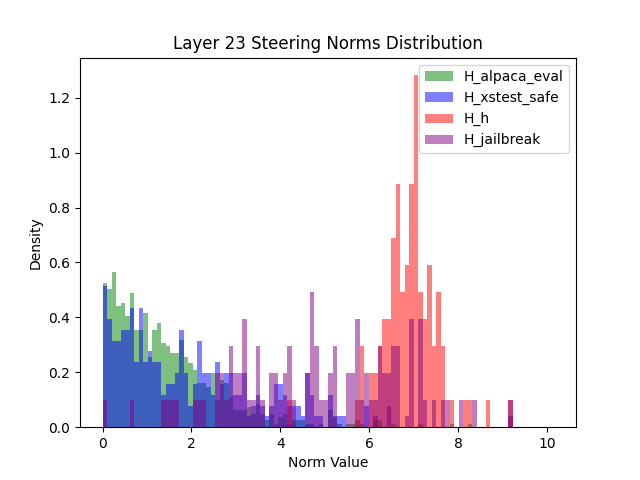 Layer 23 Steering Norms Distribution
H_alpaca_eval
H_xstest_safe
H_h
H_jailbreak
1.2
1.0
0.8
0.6
0.4
0.2
0.0
Density
0 2 4 6 8 10
Norm Value